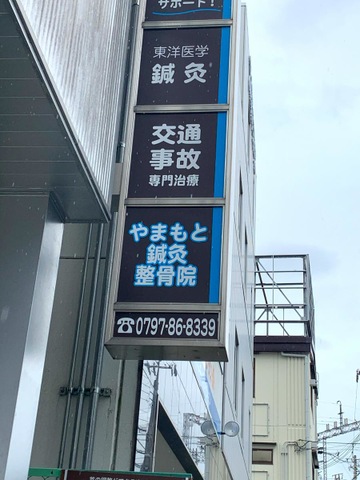 サポート！
東洋医学
鍼灸
交通
事故
専門治療
やまもと
鍼灸
整骨院
☎0797-86-8339